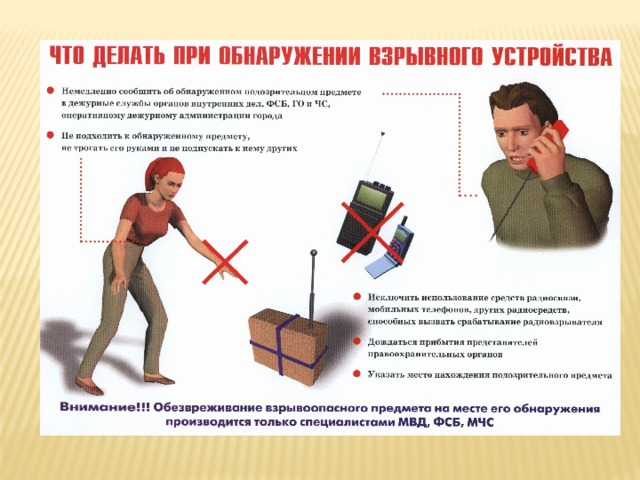 ЧТО ДЕЛАТЬ ПРИ ОБНАРУЖЕНИИ ВЗРЫВНОГО УСТРОЙСТВА
Немедленно сообщить об обнаруженном подозрительном предмете
в дежурные службы органов внутренних дел, ФСБ, ГО и ЧС,
оперативному дежурному администрации города
Не подходить к обнаруженному предмету,
не трогать его руками и не подпускать к нему других
Исключить использование средств радиосвязи,
мобильных телефонов, других радиосредств,
способных вызвать срабатывание радиовзрывателя
Дождаться прибытия представителей
правоохранительных органов
Указать место нахождения подозрительного предмета
Внимание!!! Обезвреживание взрывоопасного предмета на месте его обнаружения
производится только специалистами МВД, ФСБ, МЧС